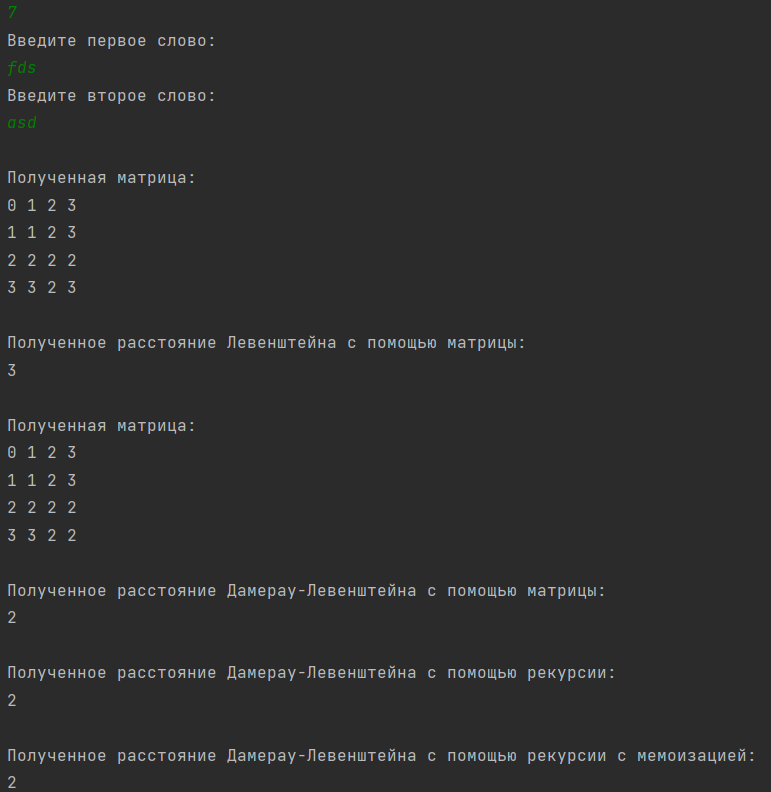 7
Введите первое слово:
fds
Введите второе слово:
asd
Полученная матрица:
0 1 2 3
1 1 2 3
2 2 2 2
3 3 2 3
Полученное расстояние Левенштейна с помощью матрицы:
3
Полученная матрица:
0 1 2 3
1 1 2 3
2 2 2 2
3 3 2 2
Полученное расстояние Дамерау-Левенштейна с помощью матрицы:
2
Полученное расстояние Дамерау-Левенштейна с помощью рекурсии:
2
Полученное расстояние Дамерау-Левенштейна с помощью рекурсии с мемоизацией:
2